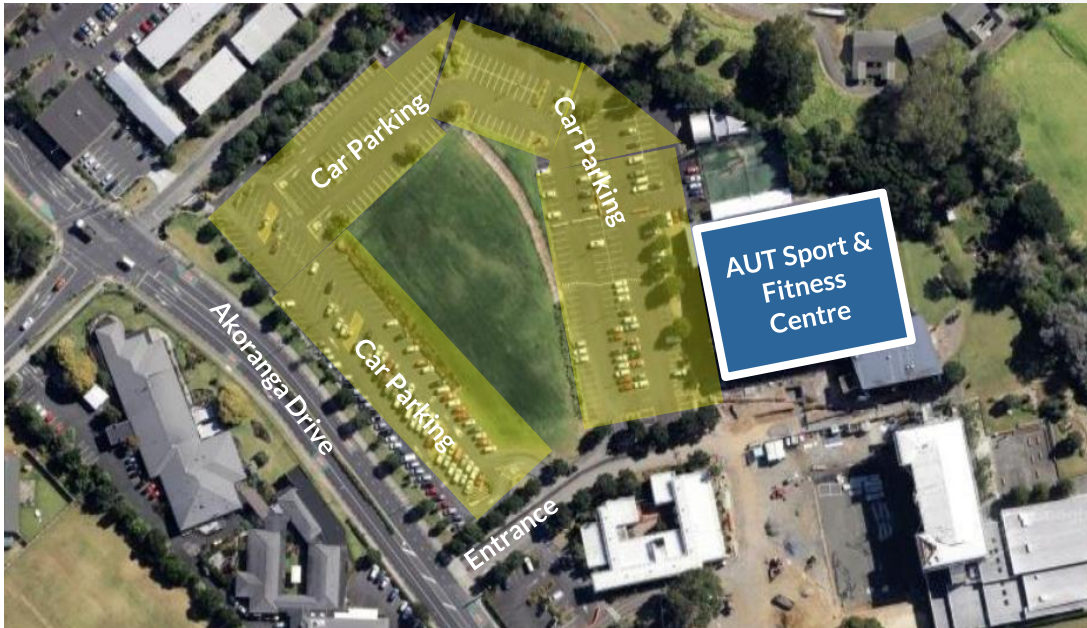 Car Parking
Car Parking
AUT Sport &
Fitness
Centre
Akoranga Drive
Car Parking
Entrance